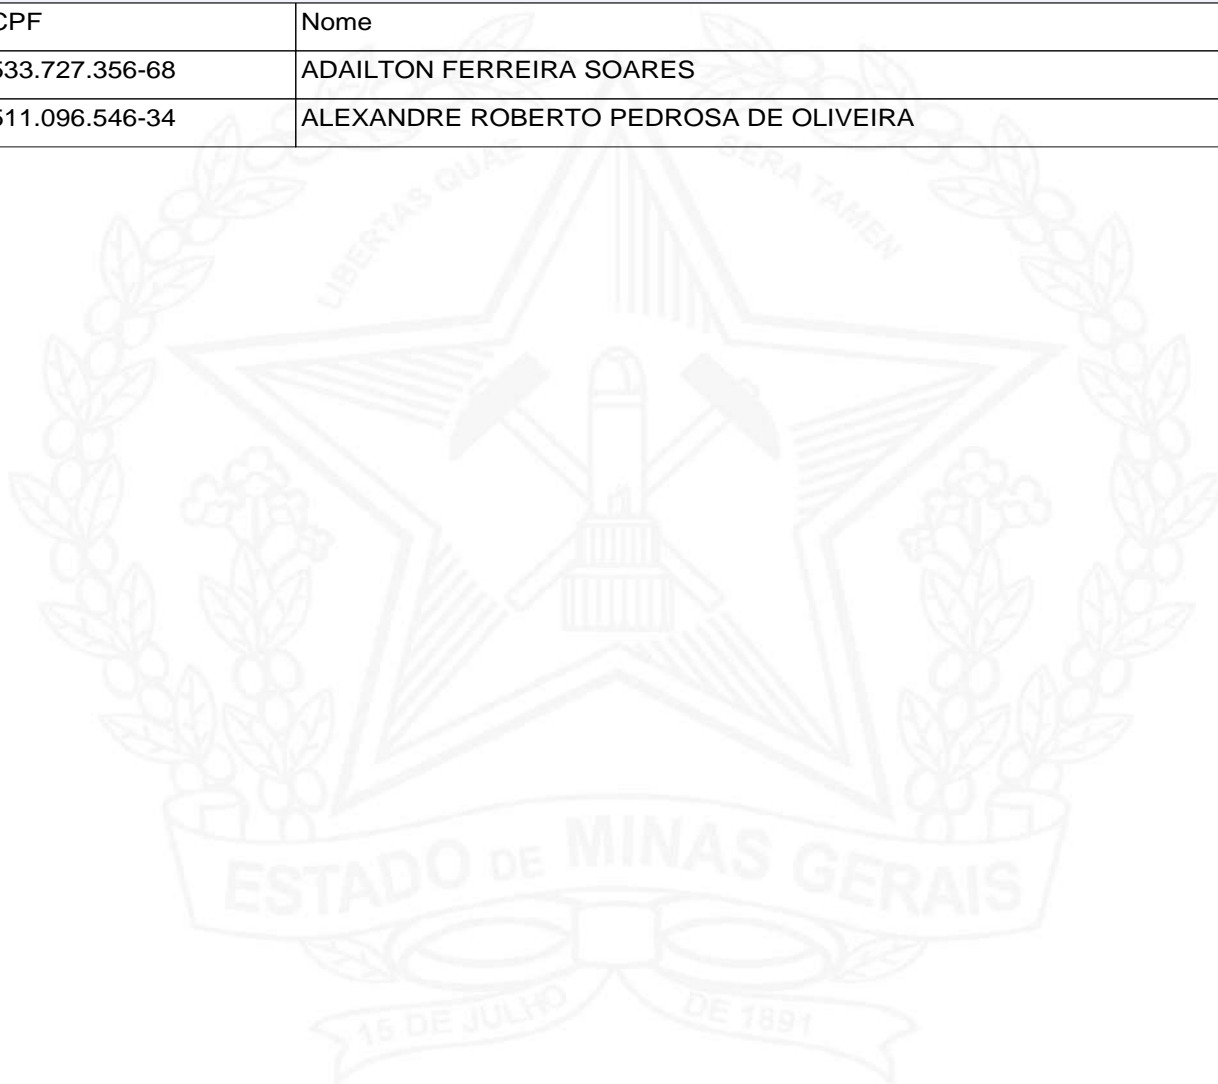 CPF Nome
533.727.356-68 ADAILTON FERREIRA SOARES
511.096.546-34 ALEXANDRE ROBERTO PEDROSA DE OLIVEIRA
LIBERTAS QUAE SERA TAMEN
ESTADO DE MINAS GERAIS
15 DE JULHO DE 1891